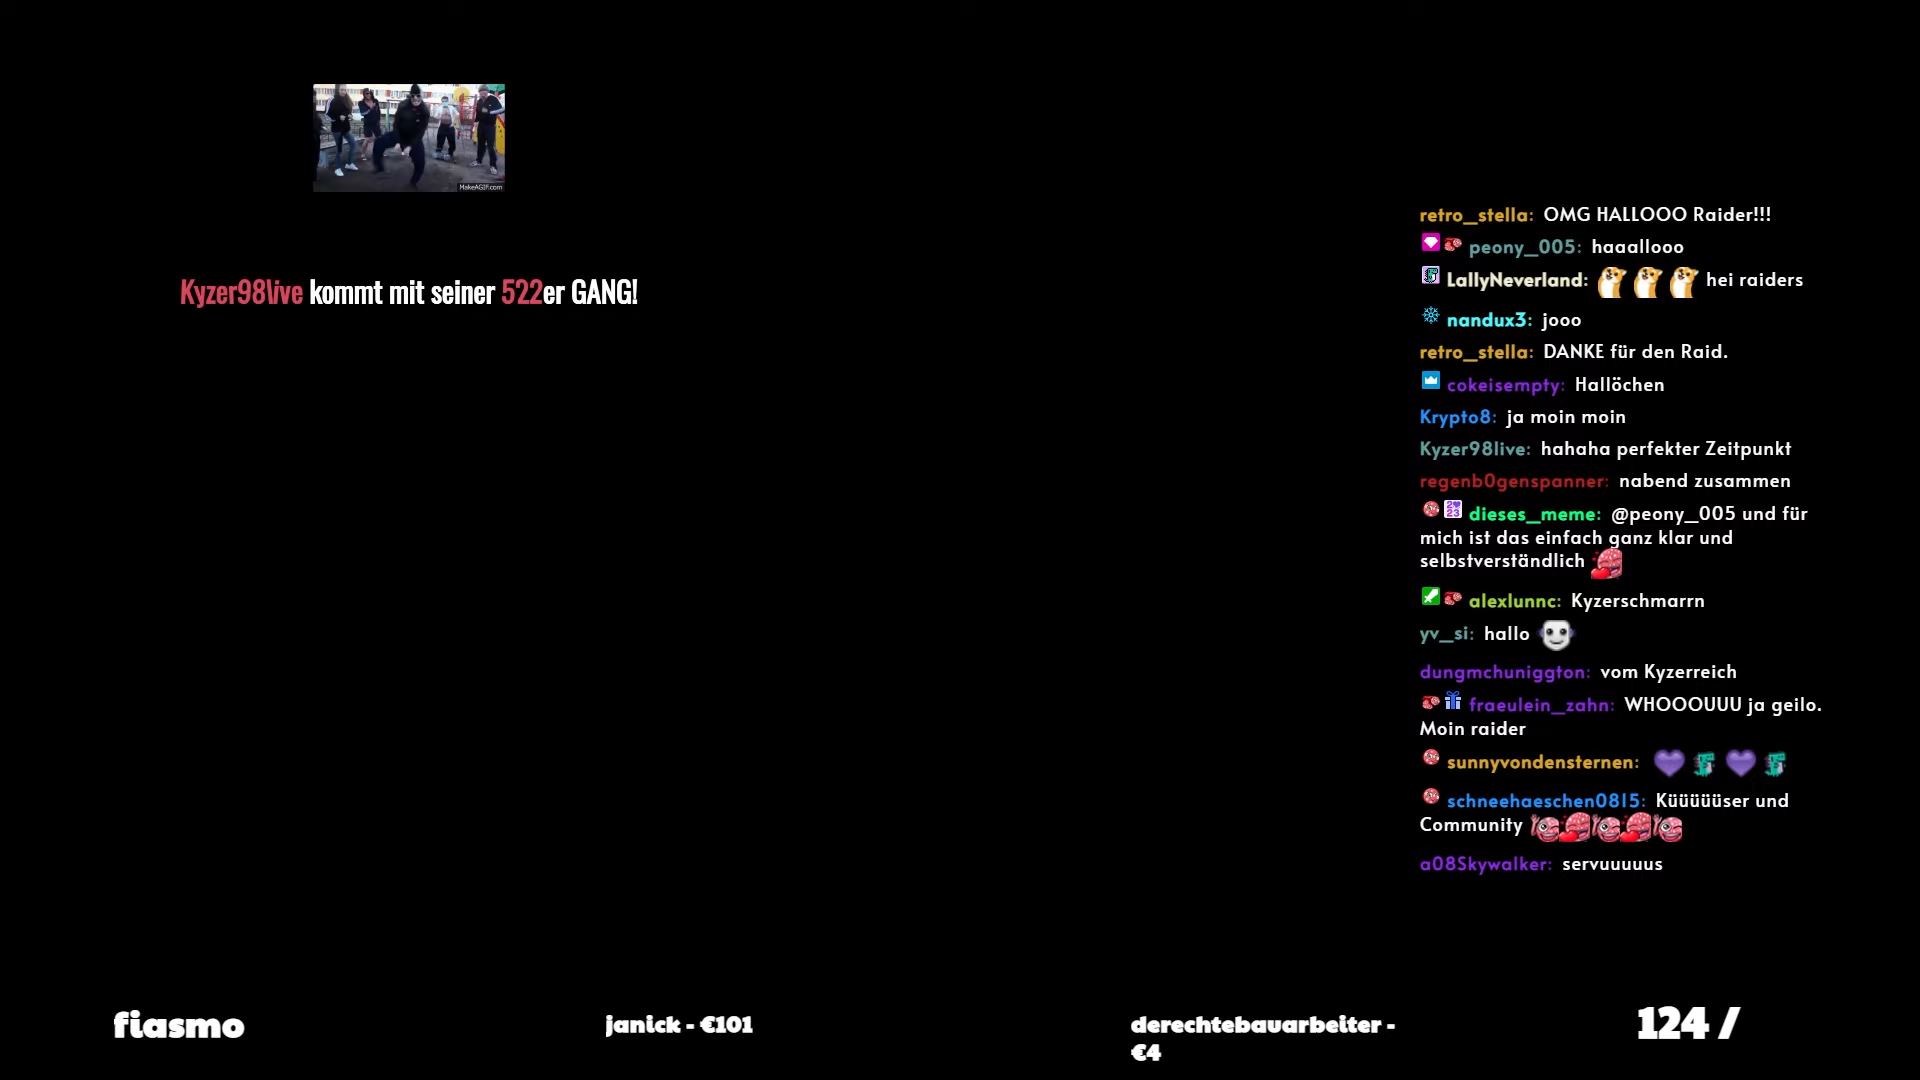 MakeAGIF.com
Kyzer98live kommt mit seiner 522er GANG!
retro_stella: OMG HALLOOO Raider!!!
peony_005: haaallooo
LallyNeverland: hei raiders
nandux3: jooo
retro_stella: DANKE für den Raid.
cokeisempty: Hallöchen
Krypto8: ja moin moin
Kyzer98live: hahaha perfekter Zeitpunkt
regenb0genspanner: nabend zusammen
dieses_meme: @peony_005 und für
mich ist das einfach ganz klar und
selbstverständlich
alexlunnc: Kyzerschmarrn
yv_si: hallo
dungmchuniggton: vom Kyzerreich
fraeulein_zahn: WHOOOUUU ja geilo.
Moin raider
sunnyvondensternen:
schneehaeschen0815: Küüüüüser und
Community
a08Skywalker: servuuuuus
fiasmo
janick - €101
derechtebauarbeiter -
€4
124 /